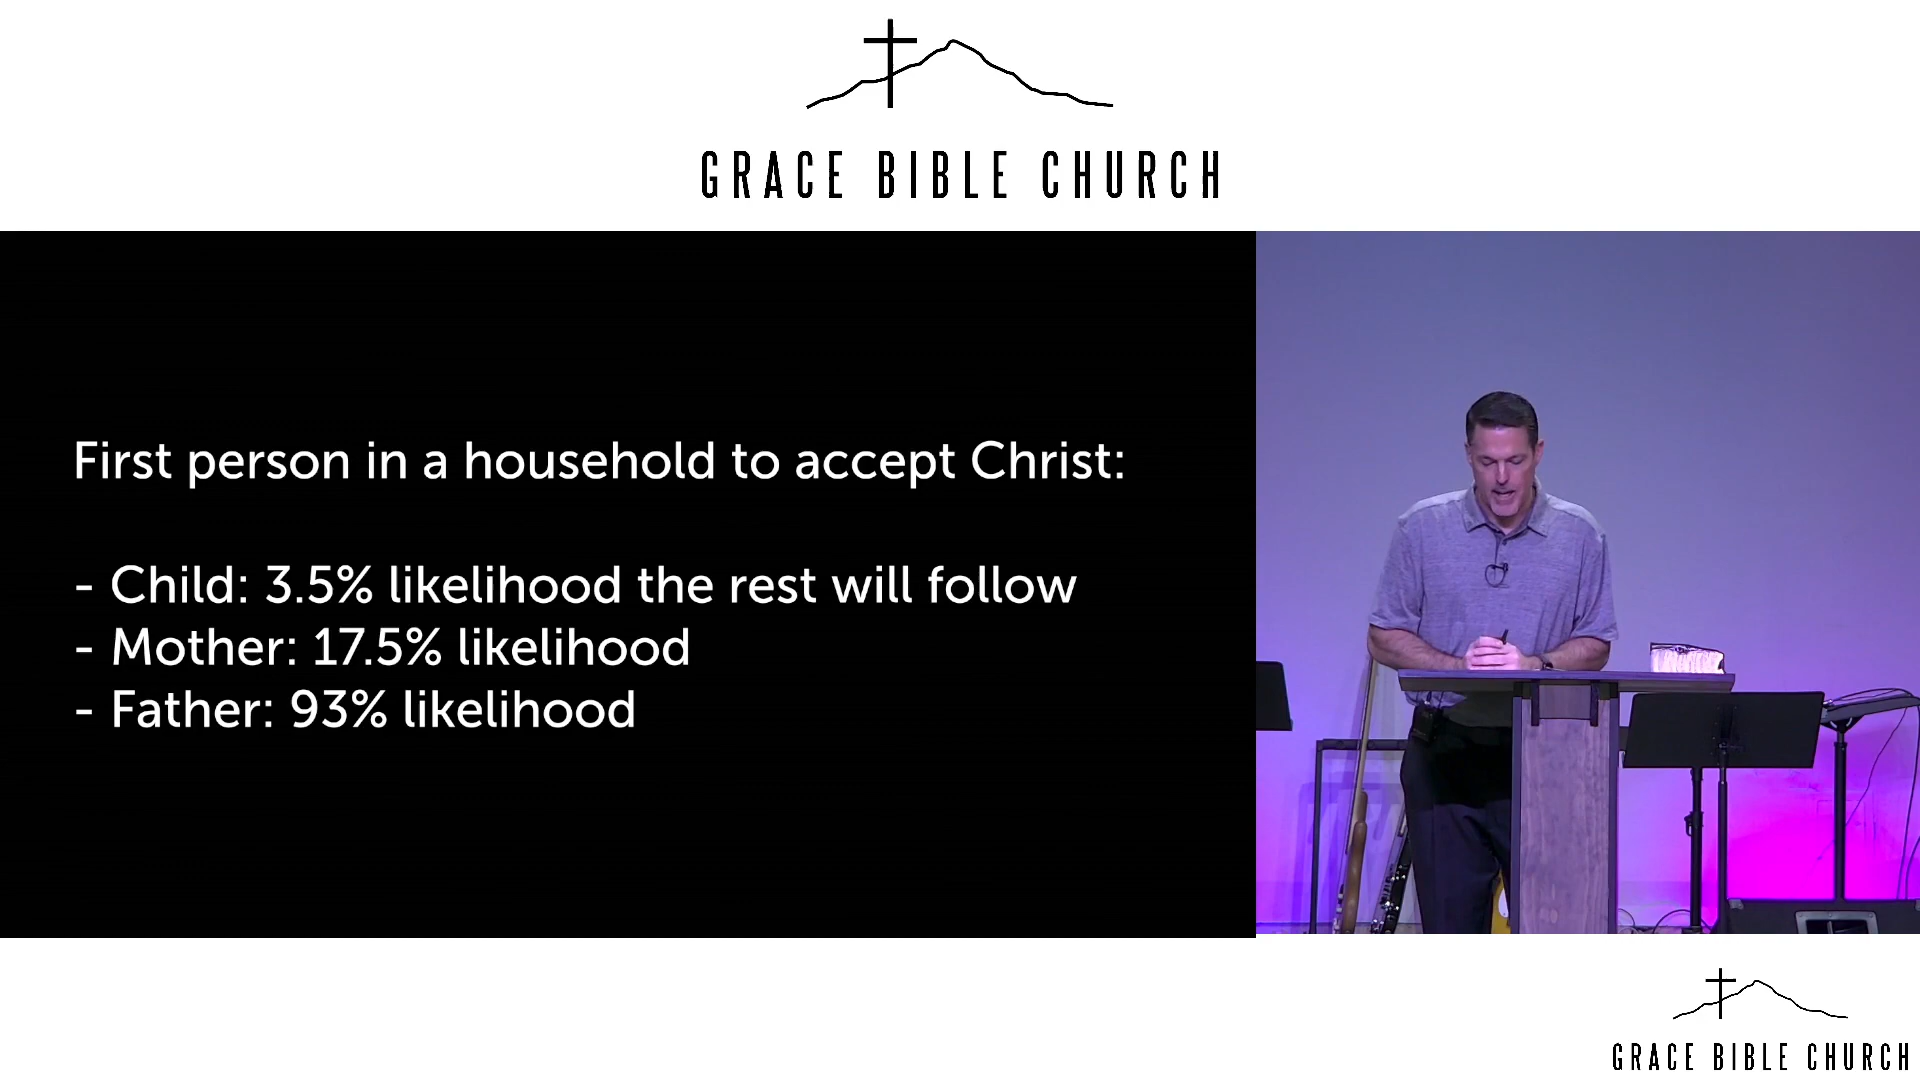 GRACE BIBLE CHURCH
First person in a household to accept Christ:
- Child: 3.5% likelihood the rest will follow
- Mother: 17.5% likelihood
- Father: 93% likelihood
GRACE BIBLE CHURCH